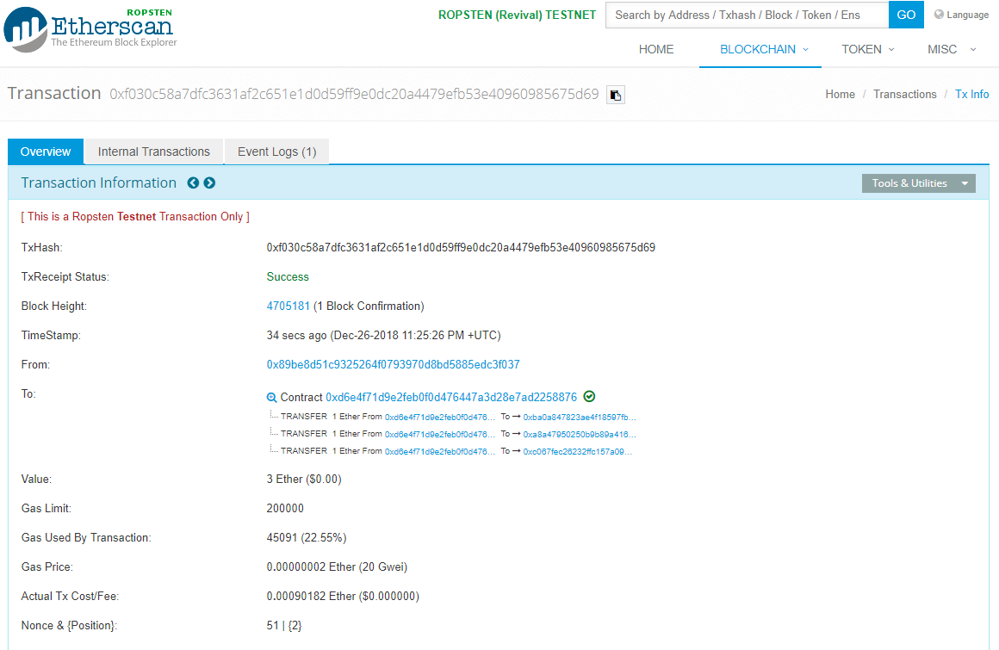 ROPSTEN
Etherscan
The Ethereum Block Explorer
ROPSTEN (Revival) TESTNET
Search by Address / Txhash / Block / Token / Ens
GO
Language
HOME BLOCKCHAIN TOKEN MISC
Transaction 0xf030c58a7dfc3631af2c651e1d0d59ff9e0dc20a4479efb53e40960985675d69
Home / Transactions / Tx Info
Overview Internal Transactions Event Logs (1)
Transaction Information
Tools & Utilities
[ This is a Ropsten Testnet Transaction Only ]
TxHash: 0xf030c58a7dfc3631af2c651e1d0d59ff9e0dc20a4479efb53e40960985675d69
TxReceipt Status: Success
Block Height: 4705181 (1 Block Confirmation)
TimeStamp: 34 secs ago (Dec-26-2018 11:25:26 PM +UTC)
From: 0x89be8d51c9325264f0793970d8bd5885edc3f037
To: Contract 0xd6e4f71d9e2feb0f0d476447a3d28e7ad2258876
TRANSFER 1 Ether From 0xd6e4f71d9e2feb0f0d476... To → 0xba0a847823ae4f18597fb...
TRANSFER 1 Ether From 0xd6e4f71d9e2feb0f0d476... To → 0xa8a47950250b9b89a416...
TRANSFER 1 Ether From 0xd6e4f71d9e2feb0f0d476... To → 0xc067fec26232ffc157a09...
Value: 3 Ether ($0.00)
Gas Limit: 200000
Gas Used By Transaction: 45091 (22.55%)
Gas Price: 0.00000002 Ether (20 Gwei)
Actual Tx Cost/Fee: 0.00090182 Ether ($0.000000)
Nonce & {Position}: 51 | {2}